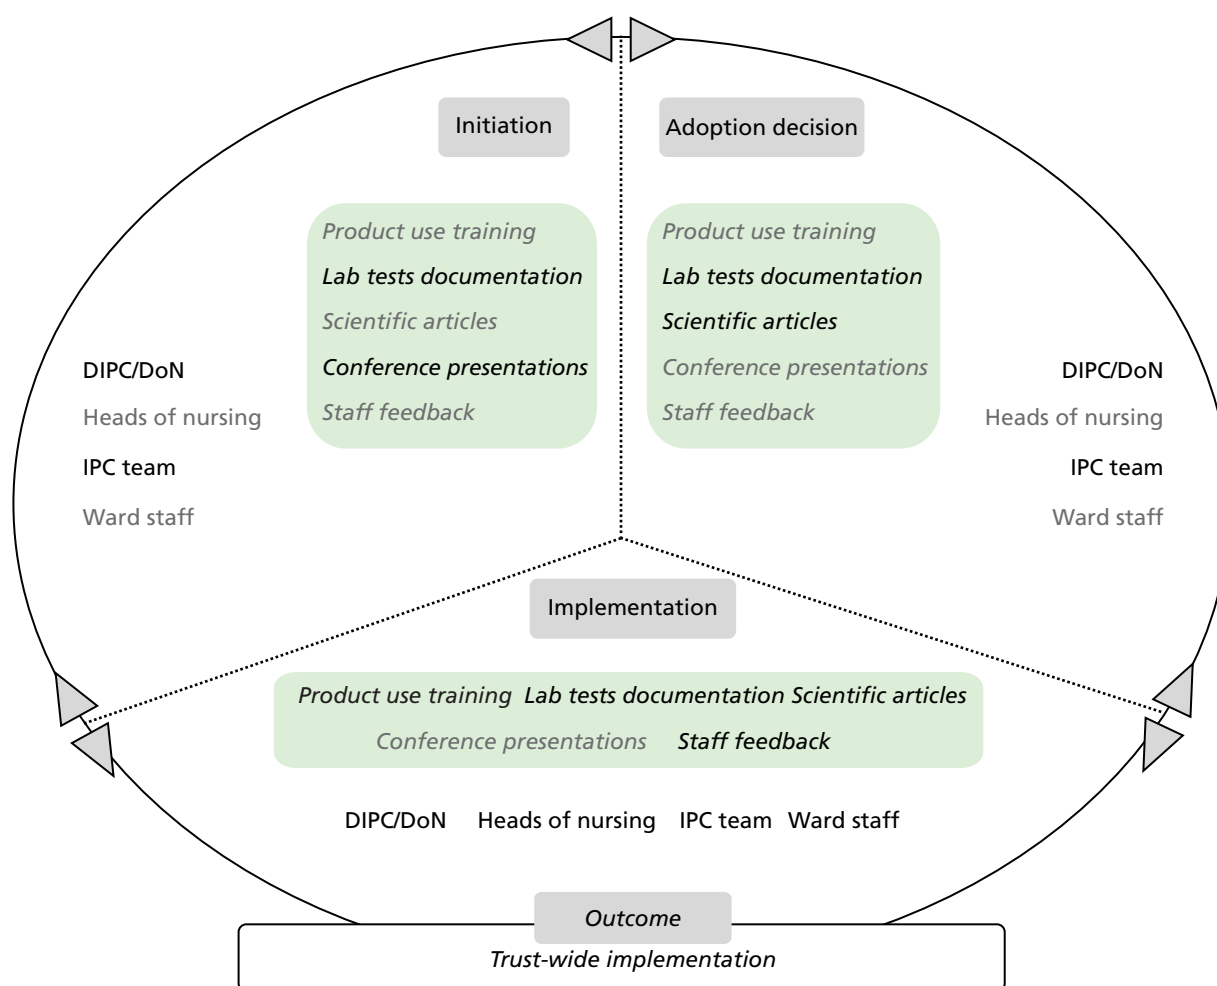 Initiation
Adoption decision
Product use training
Lab tests documentation
Scientific articles
Conference presentations
Staff feedback
Product use training
Lab tests documentation
Scientific articles
Conference presentations
Staff feedback
DIPC/DoN
Heads of nursing
IPC team
Ward staff
DIPC/DoN
Heads of nursing
IPC team
Ward staff
Implementation
Product use training Lab tests documentation Scientific articles
Conference presentations Staff feedback
DIPC/DoN Heads of nursing IPC team Ward staff
Outcome
Trust-wide implementation